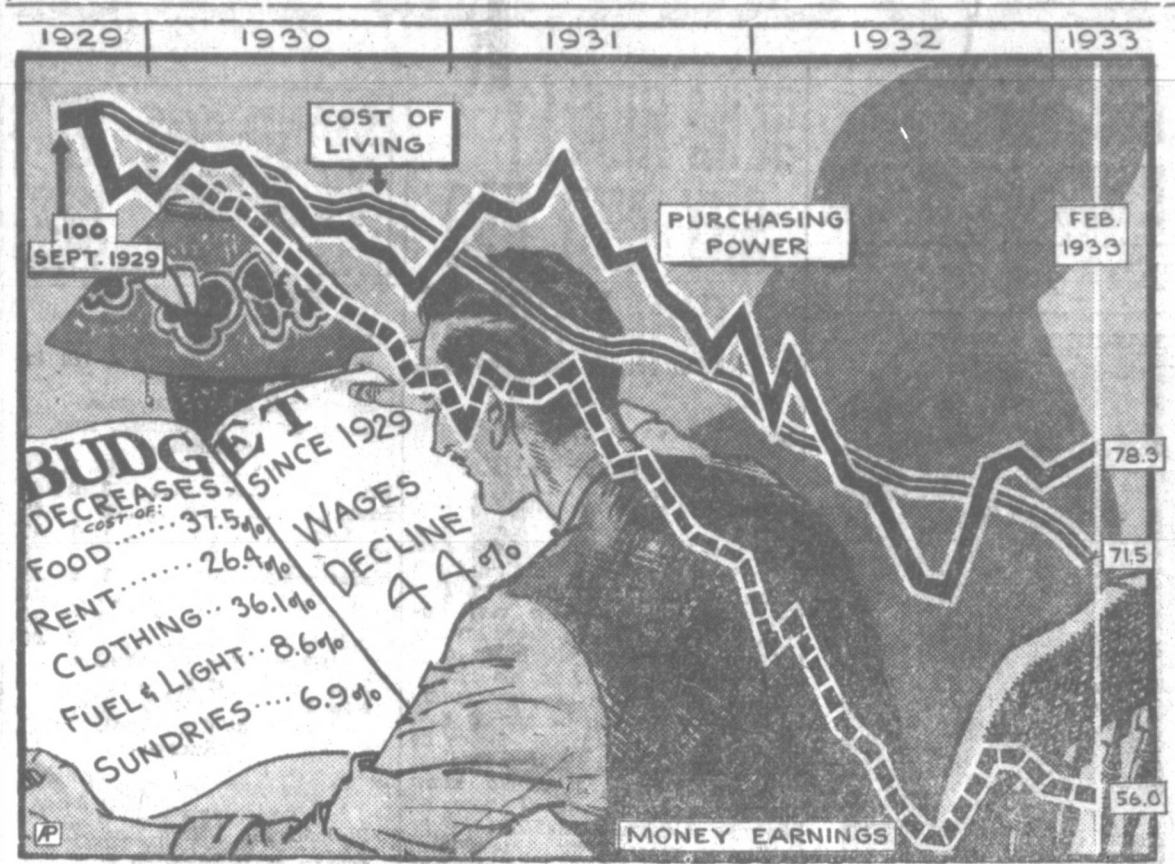 1929 1930 1931 1932 1933
COST OF
LIVING
100
SEPT. 1929
PURCHASING
POWER
FEB.
1933
BUDGET
DECREASES
COST OF:
FOOD ...... 37.5%
RENT ...... 26.4%
CLOTHING .. 36.1%
FUEL & LIGHT .. 8.6%
SUNDRIES .... 6.9%
SINCE 1929
WAGES
DECLINE
44%
78.3
71.5
56.0
MONEY EARNINGS
AP